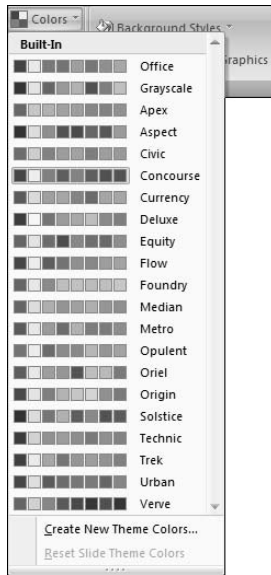 Colors
Background Styles
Graphics
Built-In
Office
Grayscale
Apex
Aspect
Civic
Concourse
Currency
Deluxe
Equity
Flow
Foundry
Median
Metro
Opulent
Oriel
Origin
Solstice
Technic
Trek
Urban
Verve
Create New Theme Colors...
Reset Slide Theme Colors